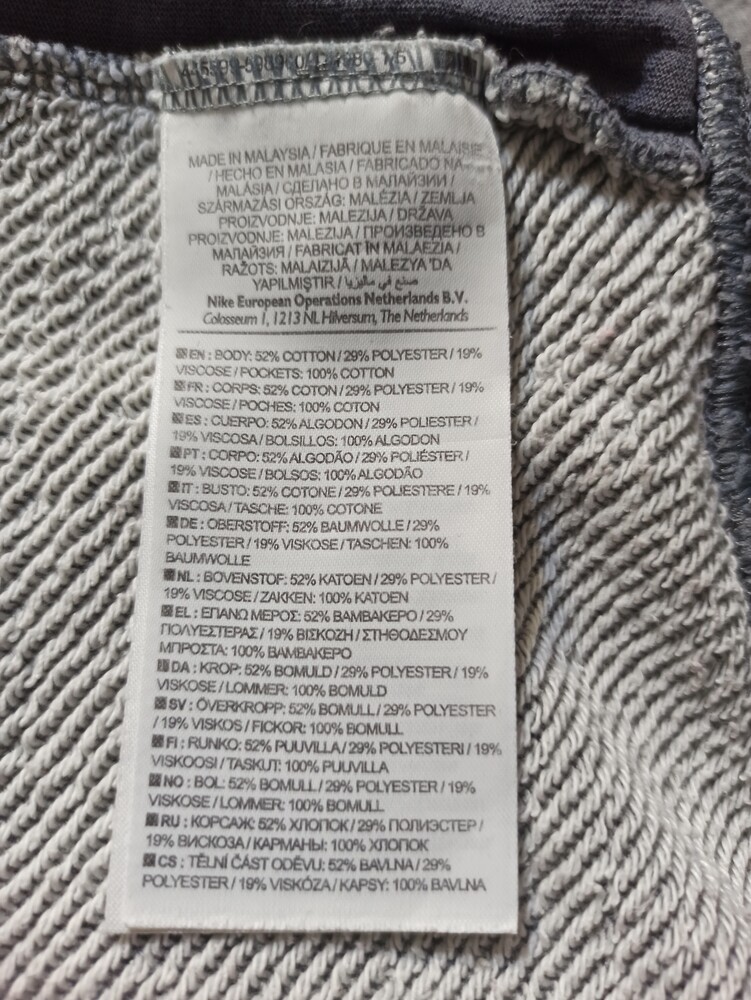 MADE IN MALAYSIA / FABRIQUE EN MALAISIE
/ HECHO EN MALASIA / FABRICADO NA
MALÁSIA / СДЕЛАНО В МАЛАЙЗИИ /
SZÁRMAZÁSI ORSZÁG: MALÉZIA / ZEMLJA
PROIZVODNJE: MALEZIJA / DRŽAVA
PROIZVODNJE: MALEZIJA / ПРОИЗВЕДЕНО В
МАЛАЙЗИЯ / FABRICAT ÎN MALAEZIA /
RAŽOTS: MALAIZIJĀ / MALEZYA 'DA
YAPILMIŞTIR / صنع في ماليزيا
Nike European Operations Netherlands B.V.
Colosseum 1, 1213 NL Hilversum, The Netherlands
EN : BODY: 52% COTTON / 29% POLYESTER / 19%
VISCOSE / POCKETS: 100% COTTON
FR : CORPS: 52% COTON / 29% POLYESTER / 19%
VISCOSE / POCHES: 100% COTON
ES : CUERPO: 52% ALGODON / 29% POLIESTER /
19% VISCOSA / BOLSILLOS: 100% ALGODON
PT : CORPO: 52% ALGODÃO / 29% POLIÉSTER /
19% VISCOSE / BOLSOS: 100% ALGODÃO
IT : BUSTO: 52% COTONE / 29% POLIESTERE / 19%
VISCOSA / TASCHE: 100% COTONE
DE : OBERSTOFF: 52% BAUMWOLLE / 29%
POLYESTER / 19% VISKOSE / TASCHEN: 100%
BAUMWOLLE
NL : BOVENSTOF: 52% KATOEN / 29% POLYESTER /
19% VISCOSE / ZAKKEN: 100% KATOEN
EL : ΕΠΑΝΩ ΜΕΡΟΣ: 52% ΒΑΜΒΑΚΕΡΟ / 29%
ΠΟΛΥΕΣΤΕΡΑΣ / 19% ΒΙΣΚΟΖΗ / ΣΤΗΘΟΔΕΣΜΟΥ
ΜΠΡΟΣΤΑ: 100% ΒΑΜΒΑΚΕΡΟ
DA : KROP: 52% BOMULD / 29% POLYESTER / 19%
VISKOSE / LOMMER: 100% BOMULD
SV : ÖVERKROPP: 52% BOMULL / 29% POLYESTER
/ 19% VISKOS / FICKOR: 100% BOMULL
FI : RUNKO: 52% PUUVILLA / 29% POLYESTERI / 19%
VISKOOSI / TASKUT: 100% PUUVILLA
NO : BOL: 52% BOMULL / 29% POLYESTER / 19%
VISKOSE / LOMMER: 100% BOMULL
RU : КОРСАЖ: 52% ХЛОПОК / 29% ПОЛИЭСТЕР /
19% ВИСКОЗА / КАРМАНЫ: 100% ХЛОПОК
CS : TĚLNÍ ČÁST ODĚVU: 52% BAVLNA / 29%
POLYESTER / 19% VISKÓZA / KAPSY: 100% BAVLNA